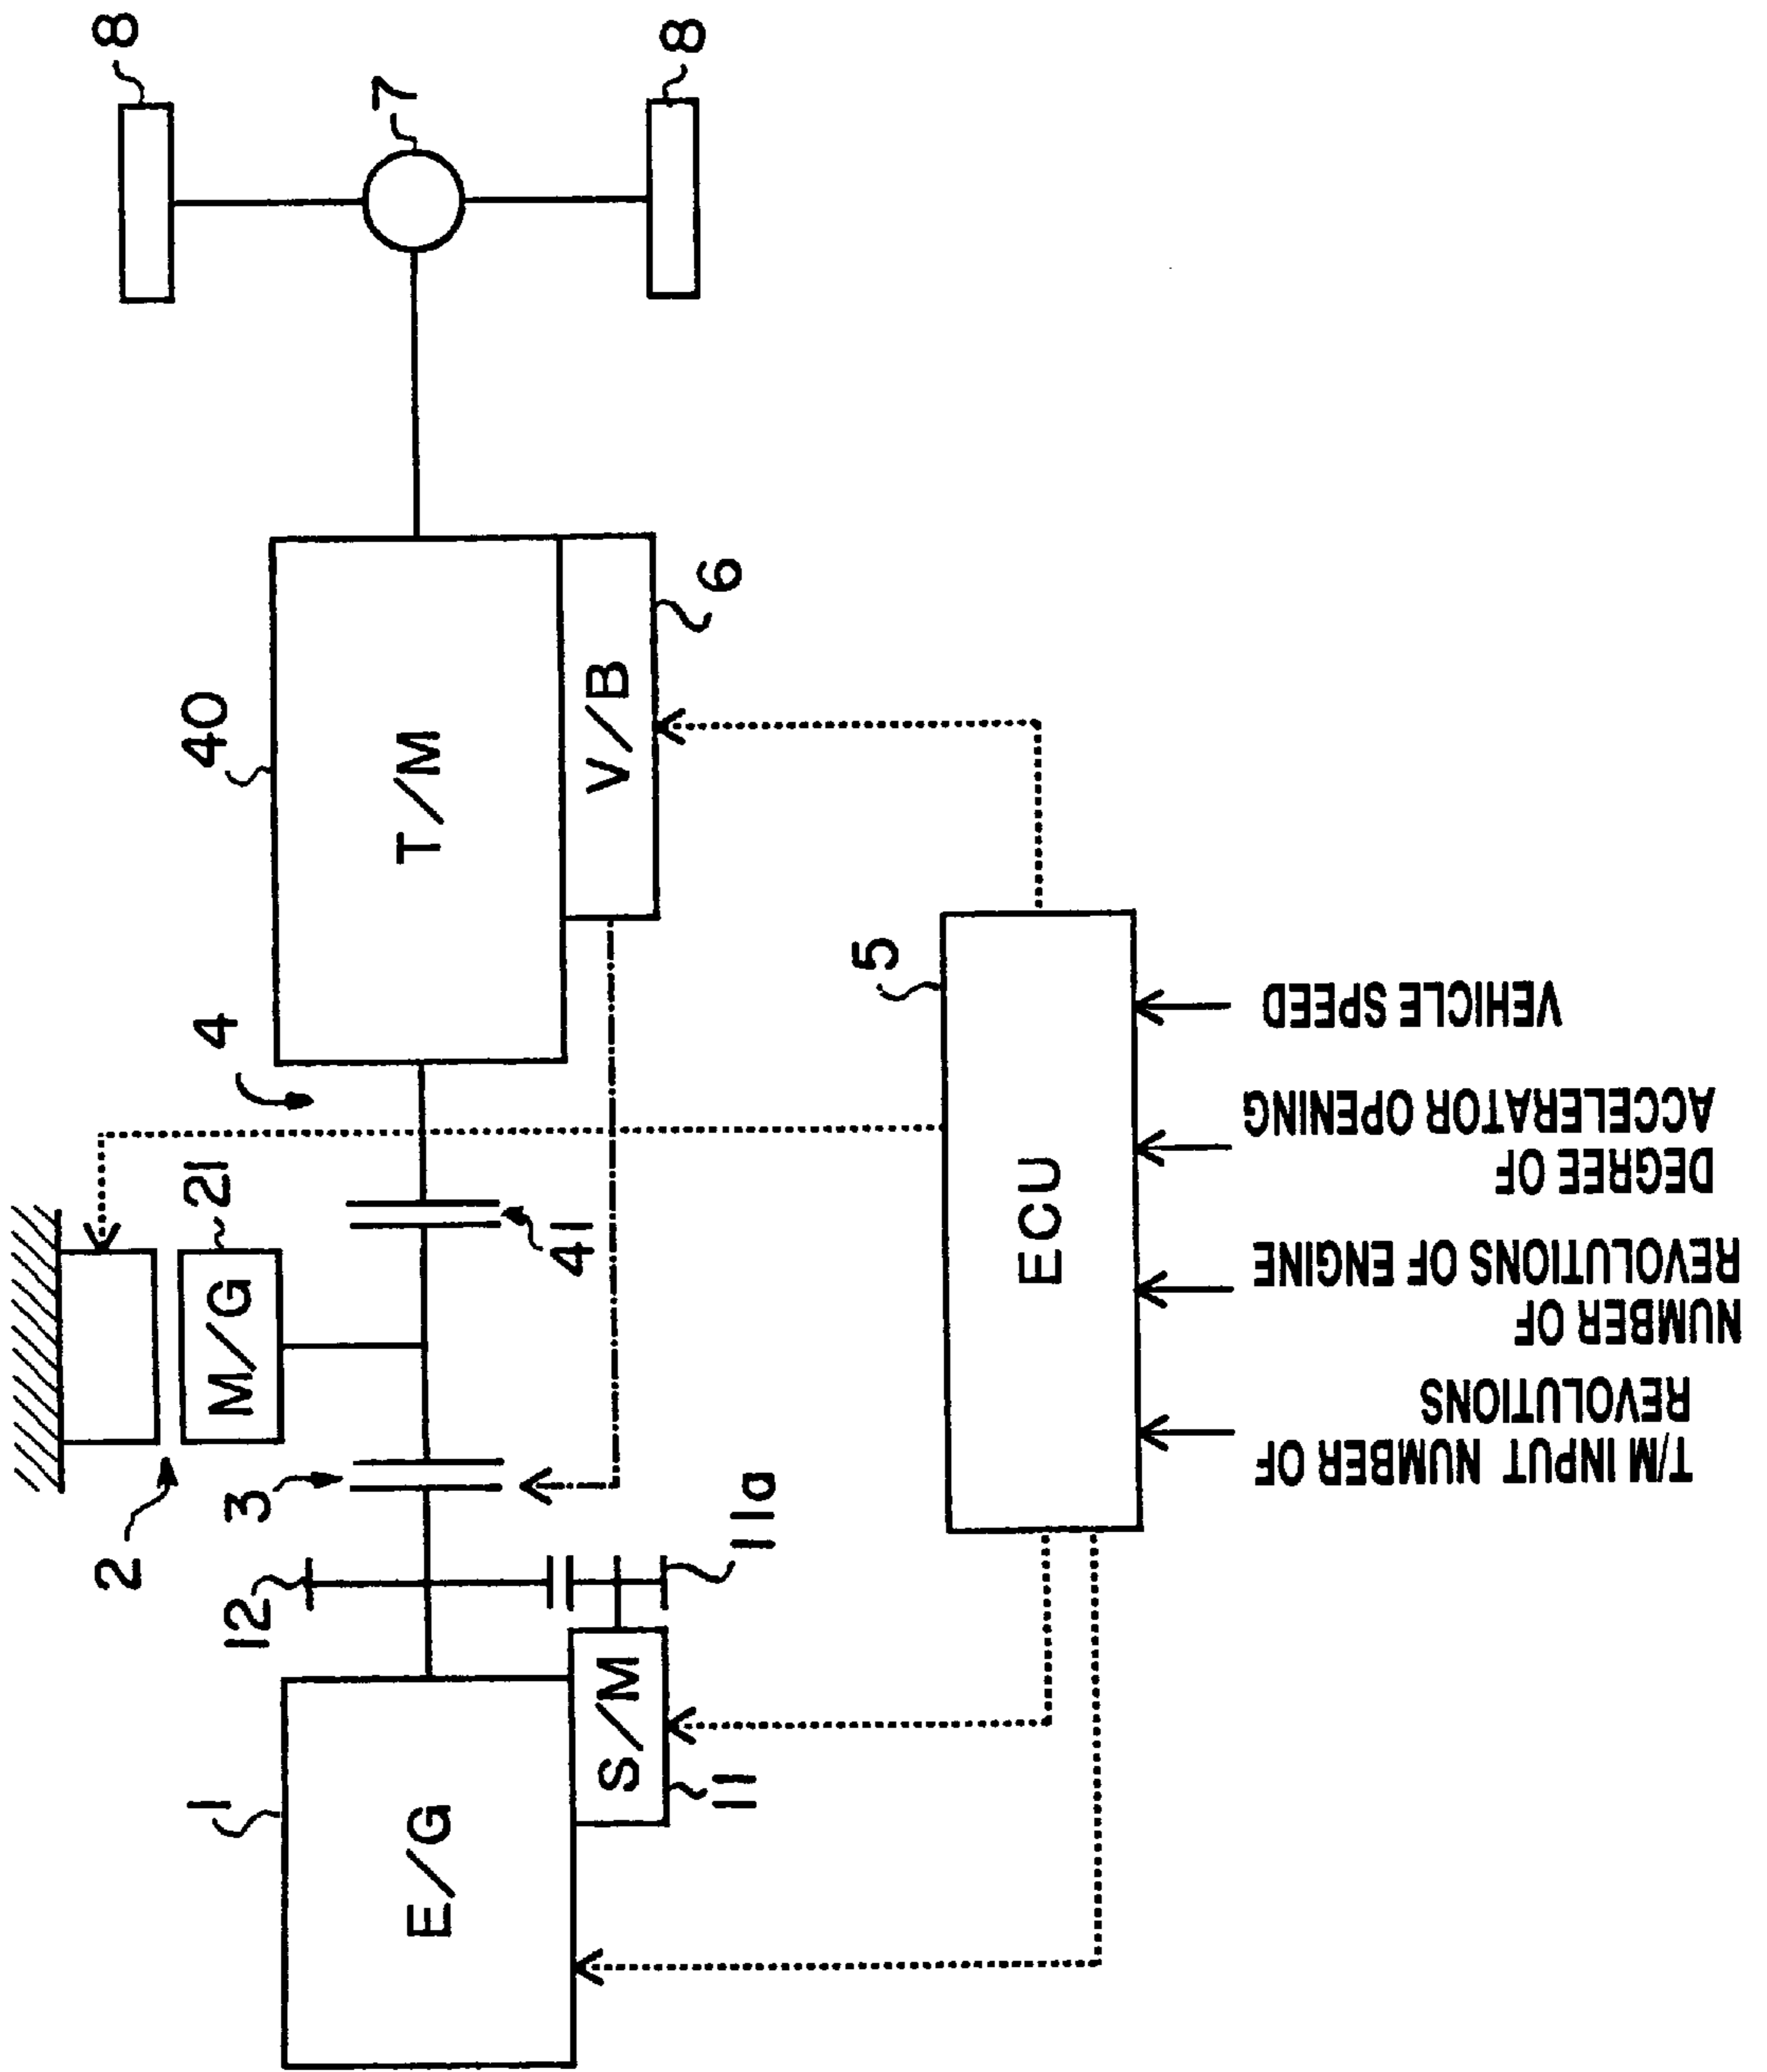 8
7
8
40
T/M
V/B
6
4
21
M/G
41
2
3
12
11a
1
E/G
S/M
11
5
ECU
VEHICLE SPEED
DEGREE OF
ACCELERATOR OPENING
NUMBER OF
REVOLUTIONS OF ENGINE
T/M INPUT NUMBER OF
REVOLUTIONS